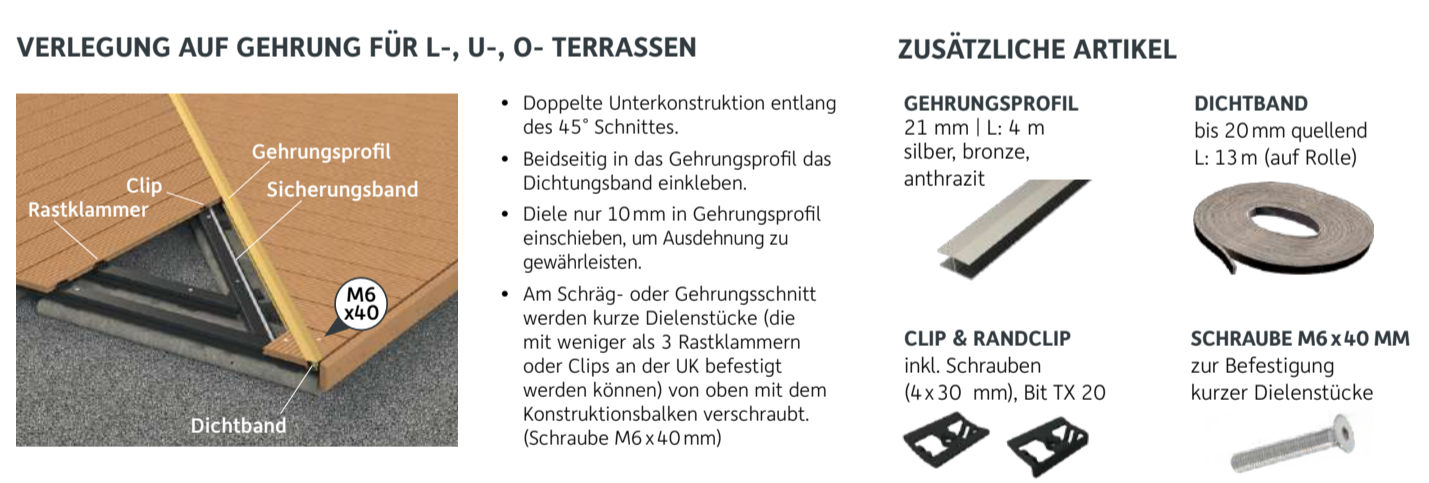 VERLEGUNG AUF GEHRUNG FÜR L-, U-, O- TERRASSEN
Gehrungsprofil
Clip
Sicherungsband
Rastklammer
M6
x40
Dichtband
• Doppelte Unterkonstruktion entlang
des 45° Schnittes.
• Beidseitig in das Gehrungsprofil das
Dichtungsband einkleben.
• Diele nur 10 mm in Gehrungsprofil
einschieben, um Ausdehnung zu
gewährleisten.
• Am Schräg- oder Gehrungsschnitt
werden kurze Dielenstücke (die
mit weniger als 3 Rastklammern
oder Clips an der UK befestigt
werden können) von oben mit dem
Konstruktionsbalken verschraubt.
(Schraube M6 x 40 mm)
ZUSÄTZLICHE ARTIKEL
GEHRUNGSPROFIL
21 mm | L: 4 m
silber, bronze,
anthrazit
DICHTBAND
bis 20 mm quellend
L: 13 m (auf Rolle)
CLIP & RANDCLIP
inkl. Schrauben
(4 x 30 mm), Bit TX 20
SCHRAUBE M6 x 40 MM
zur Befestigung
kurzer Dielenstücke